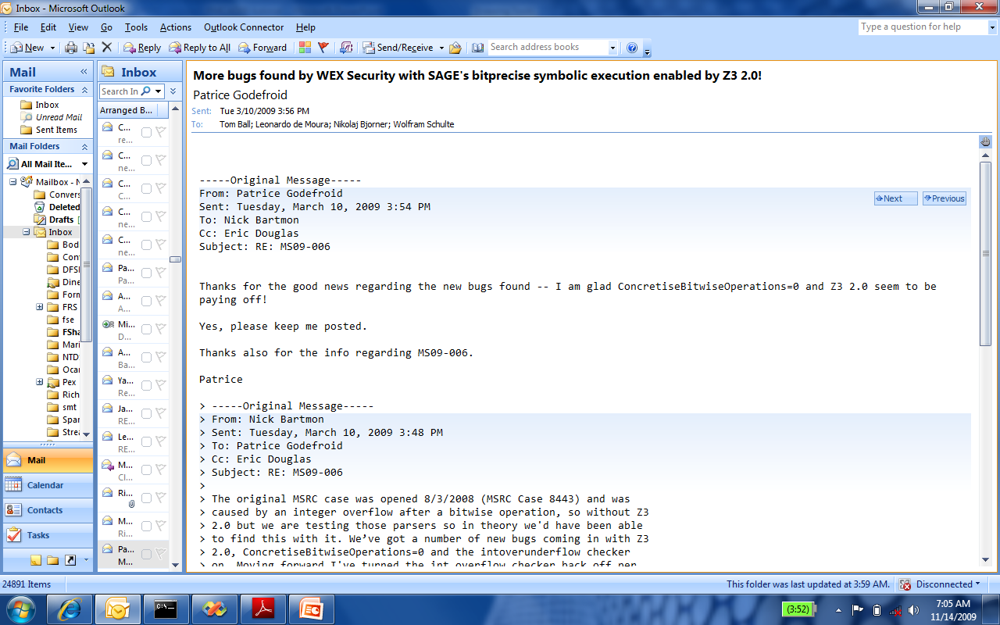 Inbox - Microsoft Outlook
File Edit View Go Tools Actions Outlook Connector Help
Type a question for help
New Reply Reply to All Forward Send/Receive Search address books
Mail
Favorite Folders
Inbox
Unread Mail
Sent Items
Mail Folders
All Mail Ite...
Mailbox - N
Convers
Deleted
Drafts [
Inbox
Bod
Con
DFS
Dine
Form
FRS
fse
FSha
Mari
NTD
Ocar
Pex
Rich
smt
Spar
Strea
Mail
Calendar
Contacts
Tasks
Inbox
Search In
Arranged B...
C...
re...
C...
ne...
C...
C...
C...
ne...
C...
ne...
Pa...
Pa...
A...
A...
Mi...
D...
A...
Ba...
Ya...
Re...
Ja...
RE...
Le...
RE...
M...
Cl...
Ri...
M...
Ri...
Pa...
M...
More bugs found by WEX Security with SAGE's bitprecise symbolic execution enabled by Z3 2.0!
Patrice Godefroid
Sent: Tue 3/10/2009 3:56 PM
To: Tom Ball; Leonardo de Moura; Nikolaj Bjorner; Wolfram Schulte
-----Original Message-----
From: Patrice Godefroid
Next Previous
Sent: Tuesday, March 10, 2009 3:54 PM
To: Nick Bartmon
Cc: Eric Douglas
Subject: RE: MS09-006
Thanks for the good news regarding the new bugs found -- I am glad ConcretiseBitwiseOperations=0 and Z3 2.0 seem to be
paying off!
Yes, please keep me posted.
Thanks also for the info regarding MS09-006.
Patrice
> -----Original Message-----
> From: Nick Bartmon
> Sent: Tuesday, March 10, 2009 3:48 PM
> To: Patrice Godefroid
> Cc: Eric Douglas
> Subject: RE: MS09-006
>
> The original MSRC case was opened 8/3/2008 (MSRC Case 8443) and was
> caused by an integer overflow after a bitwise operation, so without Z3
> 2.0 but we are testing those parsers so in theory we'd have been able
> to find this with it. We've got a number of new bugs coming in with Z3
> 2.0, ConcretiseBitwiseOperations=0 and the intoverunderflow checker
> on. Moving forward I've turned the int overflow checker back off per
24891 Items
This folder was last updated at 3:59 AM. Disconnected
C:\
(3:52)
7:05 AM
11/14/2009